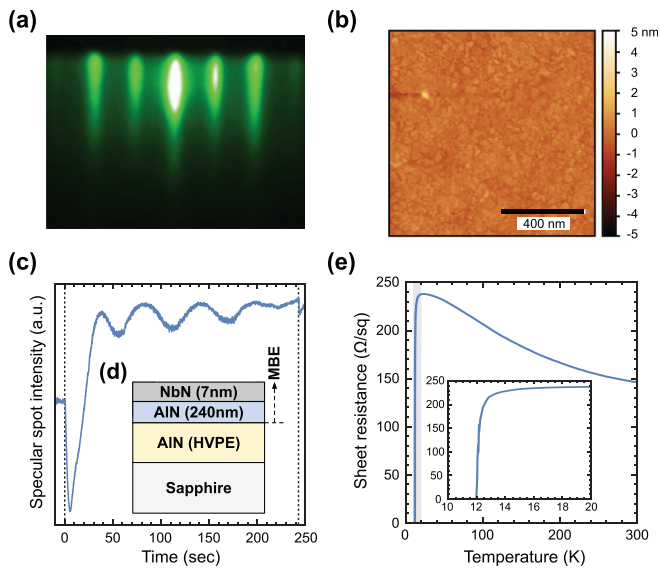 (a)
(b)
5 nm
4
3
2
1
0
-1
-2
-3
-4
-5
400 nm
(c)
Specular spot intensity (a.u.)
0 50 100 150 200 250
Time (sec)
(d)
NbN (7nm)
AlN (240nm)
AlN (HVPE)
Sapphire
MBE
(e)
Sheet resistance (Ω/sq)
250
200
150
100
50
0
0 100 200 300
Temperature (K)
250
200
150
100
50
0
10 12 14 16 18 20